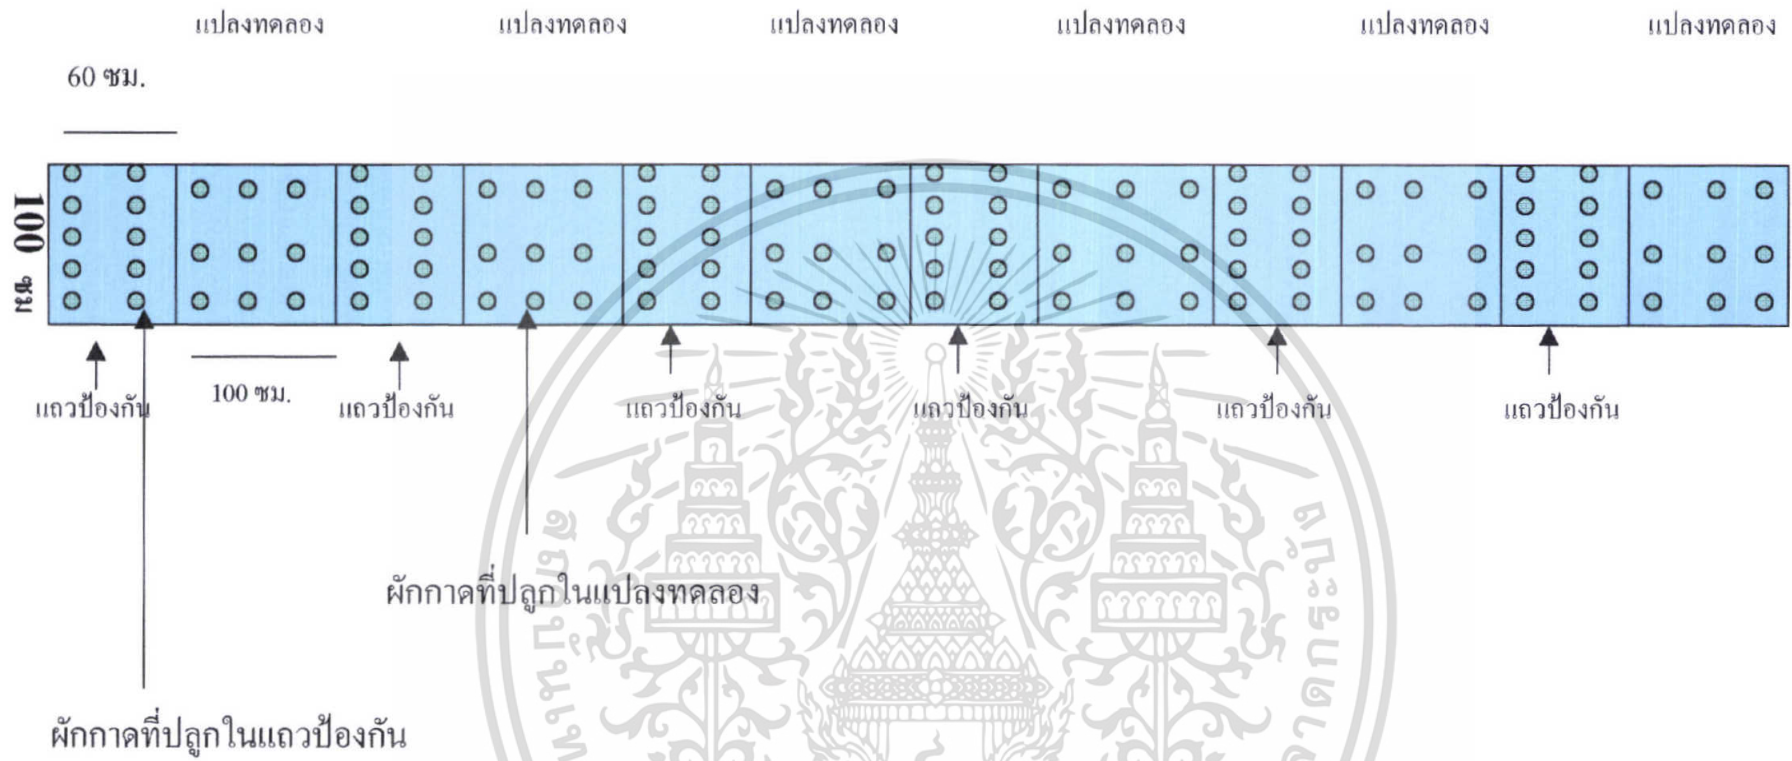 แปลงทดลอง แปลงทดลอง แปลงทดลอง แปลงทดลอง แปลงทดลอง แปลงทดลอง
60 ซม.
100 ซม
แถวป้องกัน 100 ซม. แถวป้องกัน แถวป้องกัน แถวป้องกัน แถวป้องกัน แถวป้องกัน
ผักกาดที่ปลูกในแปลงทดลอง
ผักกาดที่ปลูกในแถวป้องกัน